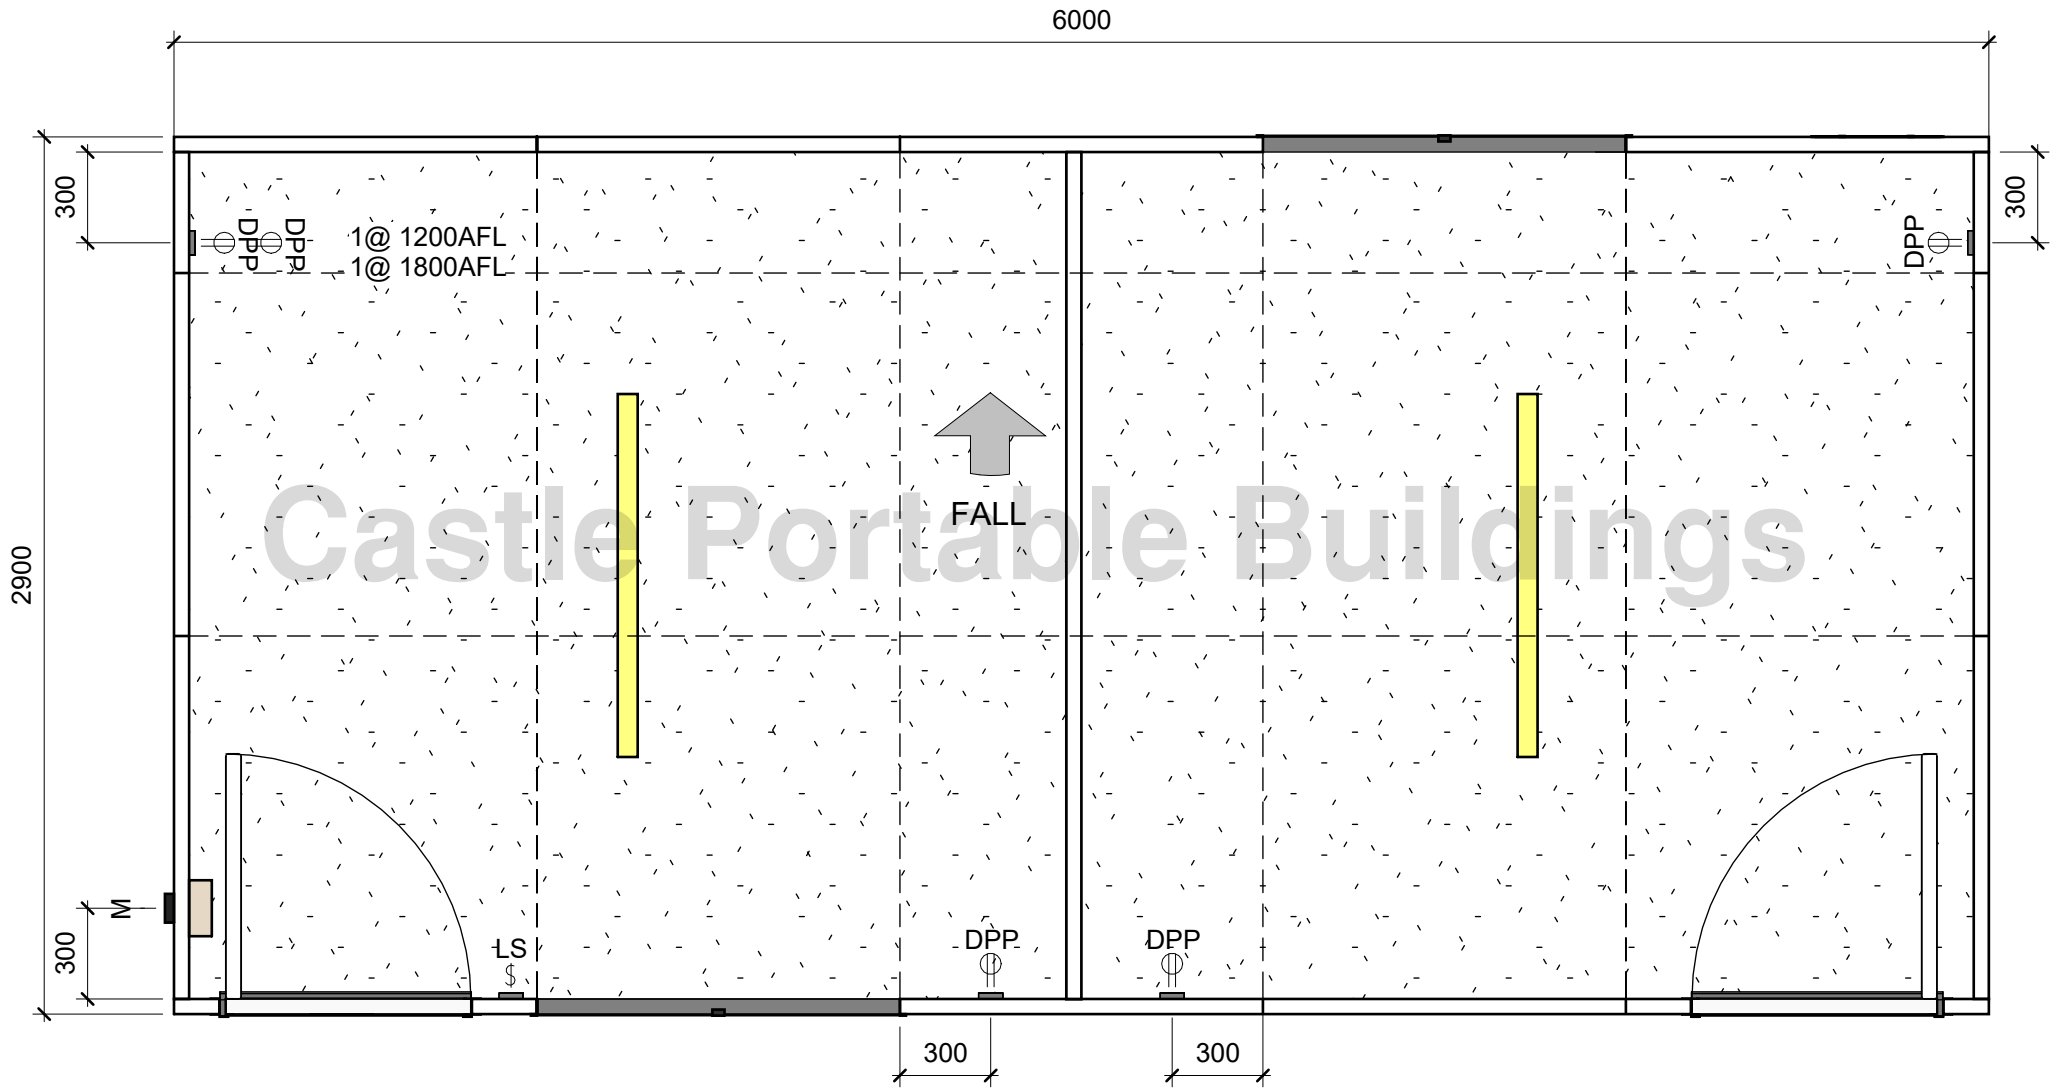 6000
300
300
DPP
DPP
1@ 1200AFL
1@ 1800AFL
DPP
FALL
Castle Portable Buildings
2900
M
300
LS
$
DPP
DPP
300
300